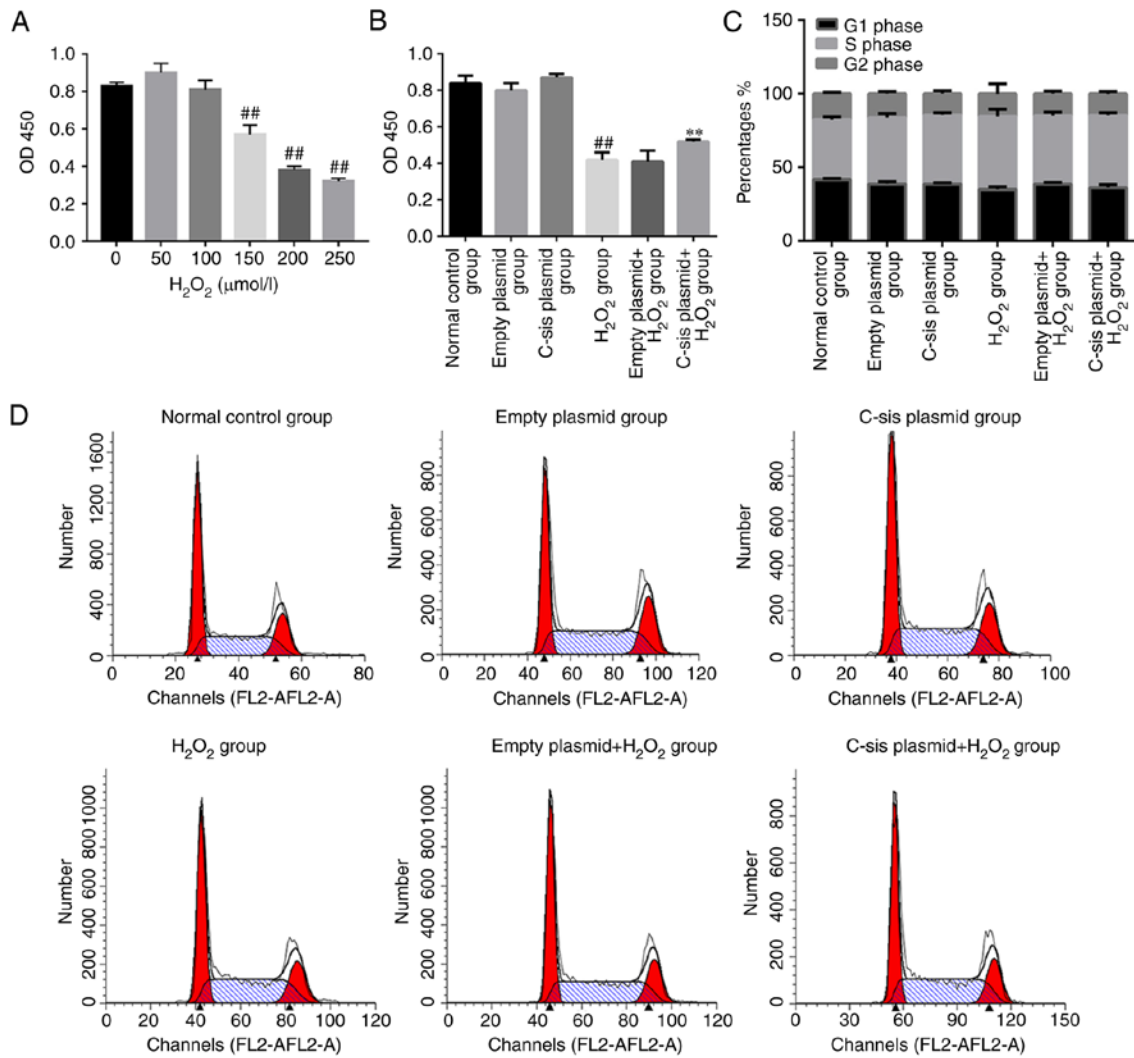 A
OD 450
1.0
0.8
0.6
0.4
0.2
0.0
##
##
##
0
50
100
150
200
250
H2O2 (μmol/l)
B
OD 450
1.0
0.8
0.6
0.4
0.2
0.0
##
**
Normal control
group
Empty plasmid
group
C-sis plasmid
group
H2O2 group
Empty plasmid+
H2O2 group
C-sis plasmid+
H2O2 group
C
G1 phase
S phase
G2 phase
Percentages %
150
100
50
0
Normal control
group
Empty plasmid
group
C-sis plasmid
group
H2O2 group
Empty plasmid+
H2O2 group
C-sis plasmid+
H2O2 group
D
Normal control group
Number
0 400 800 1200 1600
0 20 40 60 80
Channels (FL2-AFL2-A)
Empty plasmid group
Number
0 200 400 600 800
0 20 40 60 80 100 120
Channels (FL2-AFL2-A)
C-sis plasmid group
Number
0 200 400 600 800
0 20 40 60 80 100
Channels (FL2-AFL2-A)
H2O2 group
Number
0 200 400 600 800 1000
0 20 40 60 80 100 120
Channels (FL2-AFL2-A)
Empty plasmid+H2O2 group
Number
0 200 400 600 800 1000
0 20 40 60 80 100 120
Channels (FL2-AFL2-A)
C-sis plasmid+H2O2 group
Number
0 200 400 600 800
0 30 60 90 120 150
Channels (FL2-AFL2-A)